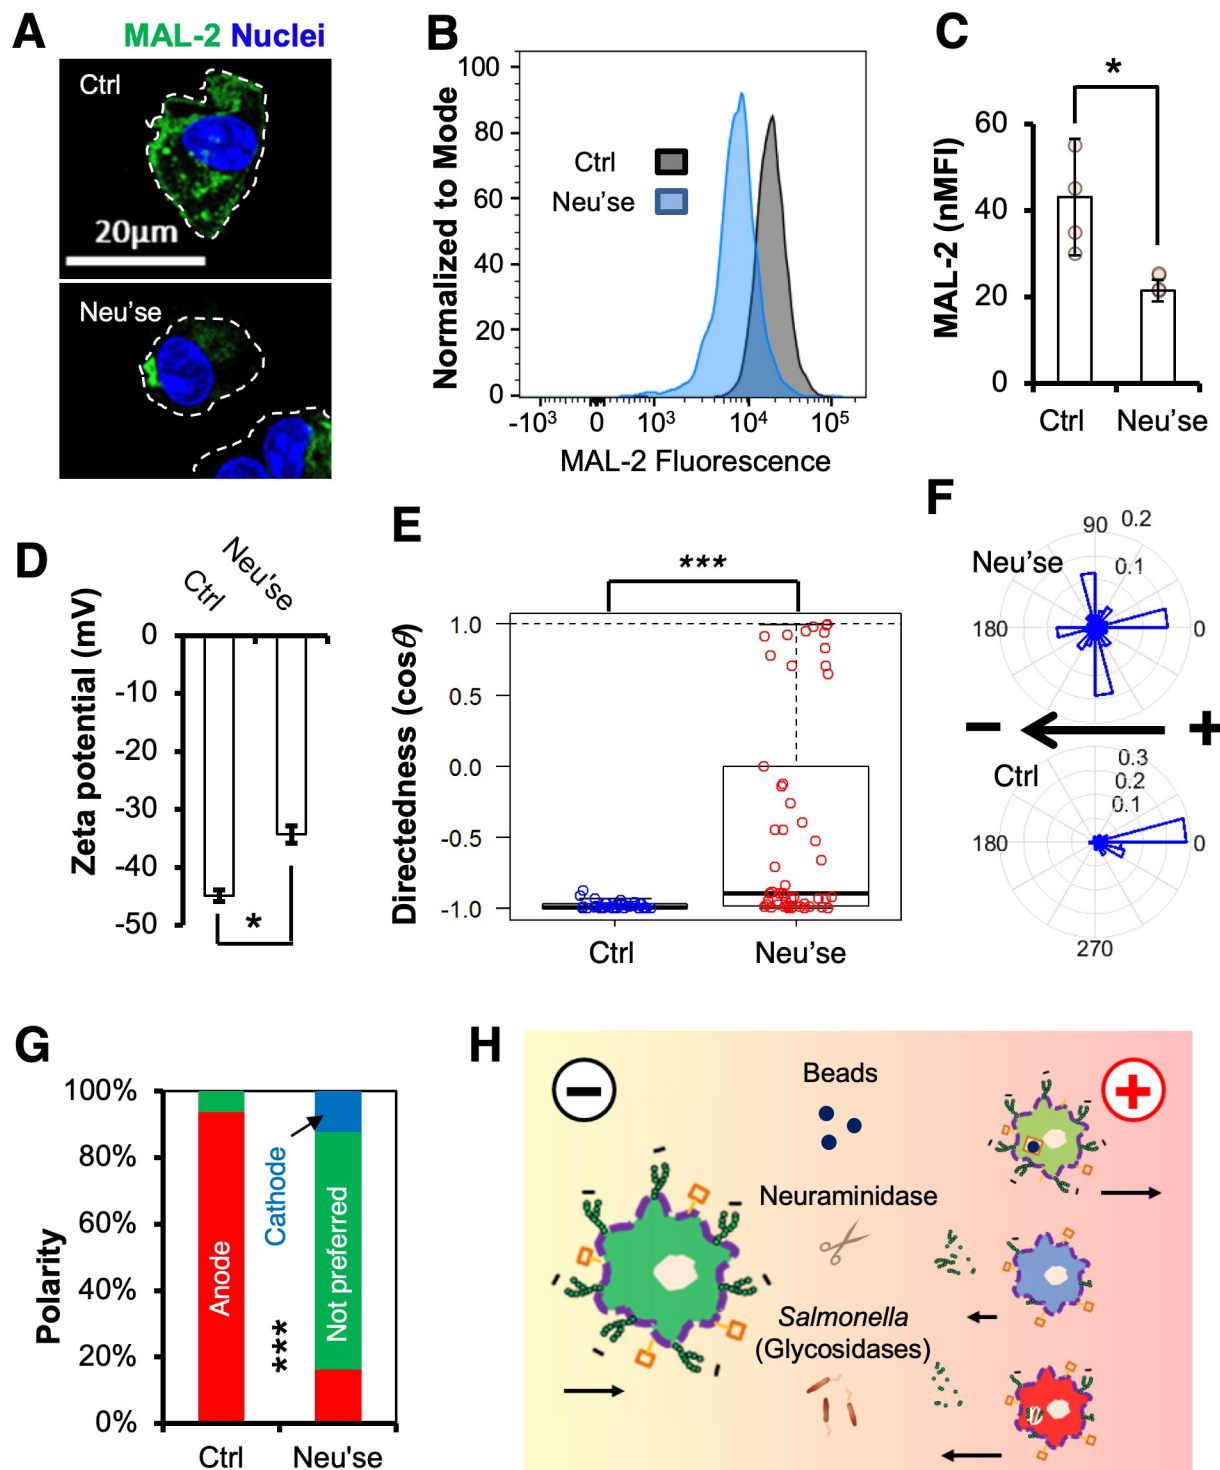 A
MAL-2 Nuclei
Ctrl
20µm
Neu'se
B
Normalized to Mode
100
80
60
40
20
0
Ctrl
Neu'se
-10³ 0 10³ 10⁴ 10⁵
MAL-2 Fluorescence
C
*
MAL-2 (nMFI)
60
40
20
0
Ctrl Neu'se
D
Ctrl Neu'se
Zeta potential (mV)
0
-10
-20
-30
-40
-50
*
E
***
Directedness (cosθ)
1.0
0.5
0.0
-0.5
-1.0
Ctrl Neu'se
F
Neu'se
90 0.2
0.1
180 0
− +
Ctrl
0.3
0.2
0.1
180 0
270
G
Polarity
100%
80%
60%
40%
20%
0%
Anode
Cathode
***
Not preferred
Ctrl Neu'se
H
− +
Beads
Neuraminidase
Salmonella
(Glycosidases)